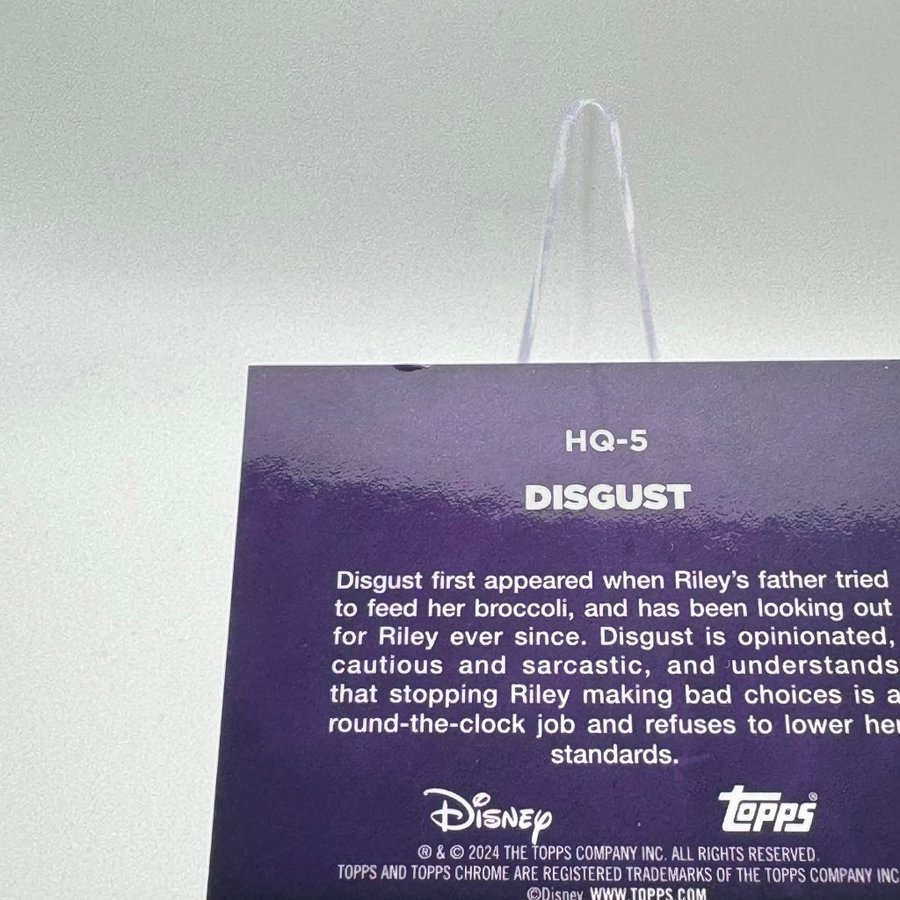 HQ-5
DISGUST
Disgust first appeared when Riley's father tried
to feed her broccoli, and has been looking out
for Riley ever since. Disgust is opinionated,
cautious and sarcastic, and understands
that stopping Riley making bad choices is a
round-the-clock job and refuses to lower her
standards.
Disney TOPPS®
® & © 2024 THE TOPPS COMPANY INC. ALL RIGHTS RESERVED.
TOPPS AND TOPPS CHROME ARE REGISTERED TRADEMARKS OF THE TOPPS COMPANY INC
©Disney WWW.TOPPS.COM